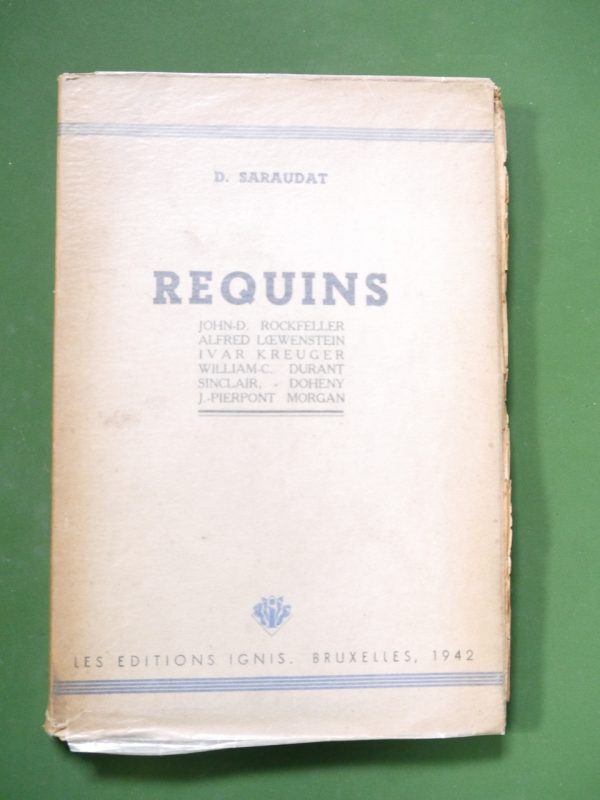 D. SARAUDAT
REQUINS
JOHN-D. ROCKFELLER
ALFRED LŒWENSTEIN
IVAR KREUGER
WILLIAM-C. DURANT
SINCLAIR, - DOHENY
J.-PIERPONT MORGAN
IGNIS
LES EDITIONS IGNIS. BRUXELLES, 1942